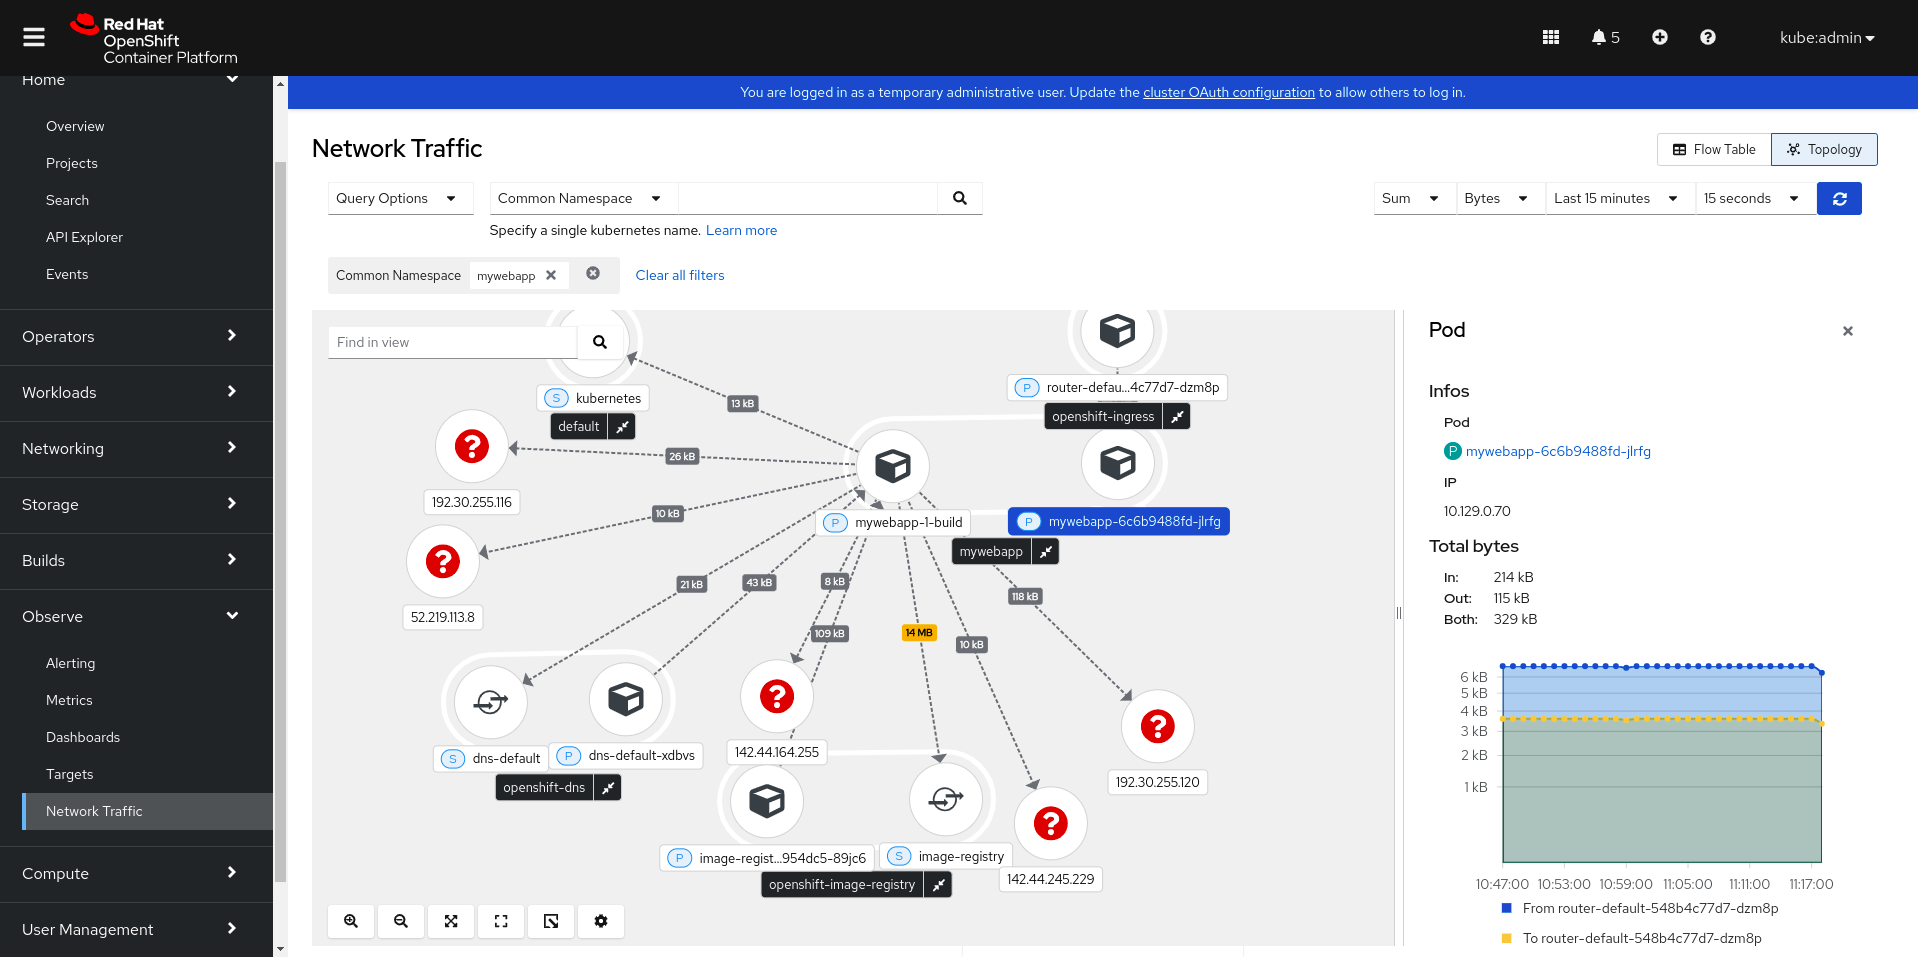 Red Hat
OpenShift
Container Platform
5
kube:admin
Home
Overview
Projects
Search
API Explorer
Events
Operators
Workloads
Networking
Storage
Builds
Observe
Alerting
Metrics
Dashboards
Targets
Network Traffic
Compute
User Management
You are logged in as a temporary administrative user. Update the cluster OAuth configuration to allow others to log in.
Network Traffic
Flow Table
Topology
Query Options
Common Namespace
Sum
Bytes
Last 15 minutes
15 seconds
Specify a single kubernetes name. Learn more
Common Namespace
mywebapp
Clear all filters
Find in view
S kubernetes
default
13 kB
P router-defau...4c77d7-dzm8p
openshift-ingress
26 kB
192.30.255.116
10 kB
52.219.113.8
P mywebapp-1-build
P mywebapp-6c6b9488fd-jlrfg
mywebapp
21 kB
43 kB
8 kB
118 kB
109 kB
14 MB
10 kB
S dns-default
P dns-default-xdbvs
openshift-dns
142.44.164.255
192.30.255.120
P image-regist...954dc5-89jc6
S image-registry
openshift-image-registry
142.44.245.229
Pod
Infos
Pod
P mywebapp-6c6b9488fd-jlrfg
IP
10.129.0.70
Total bytes
In: 214 kB
Out: 115 kB
Both: 329 kB
6 kB
5 kB
4 kB
3 kB
2 kB
1 kB
10:47:00 10:53:00 10:59:00 11:05:00 11:11:00 11:17:00
From router-default-548b4c77d7-dzm8p
To router-default-548b4c77d7-dzm8p